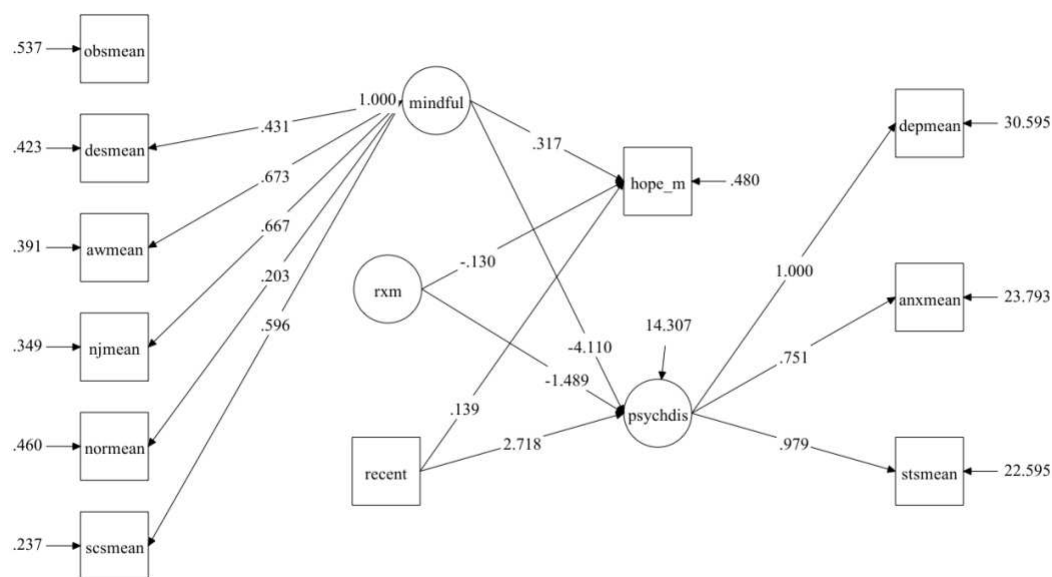 .537
obsmean
1.000
mindful
.431
.423
desmean
depmean
30.595
.317
.673
hope_m
.480
.667
.391
awmean
-.130
.203
1.000
rxm
anxmean
23.793
.596
14.307
.349
njmean
-4.110
.751
-1.489
.139
psychdis
.460
normean
2.718
.979
recent
stsmean
22.595
.237
scsmean